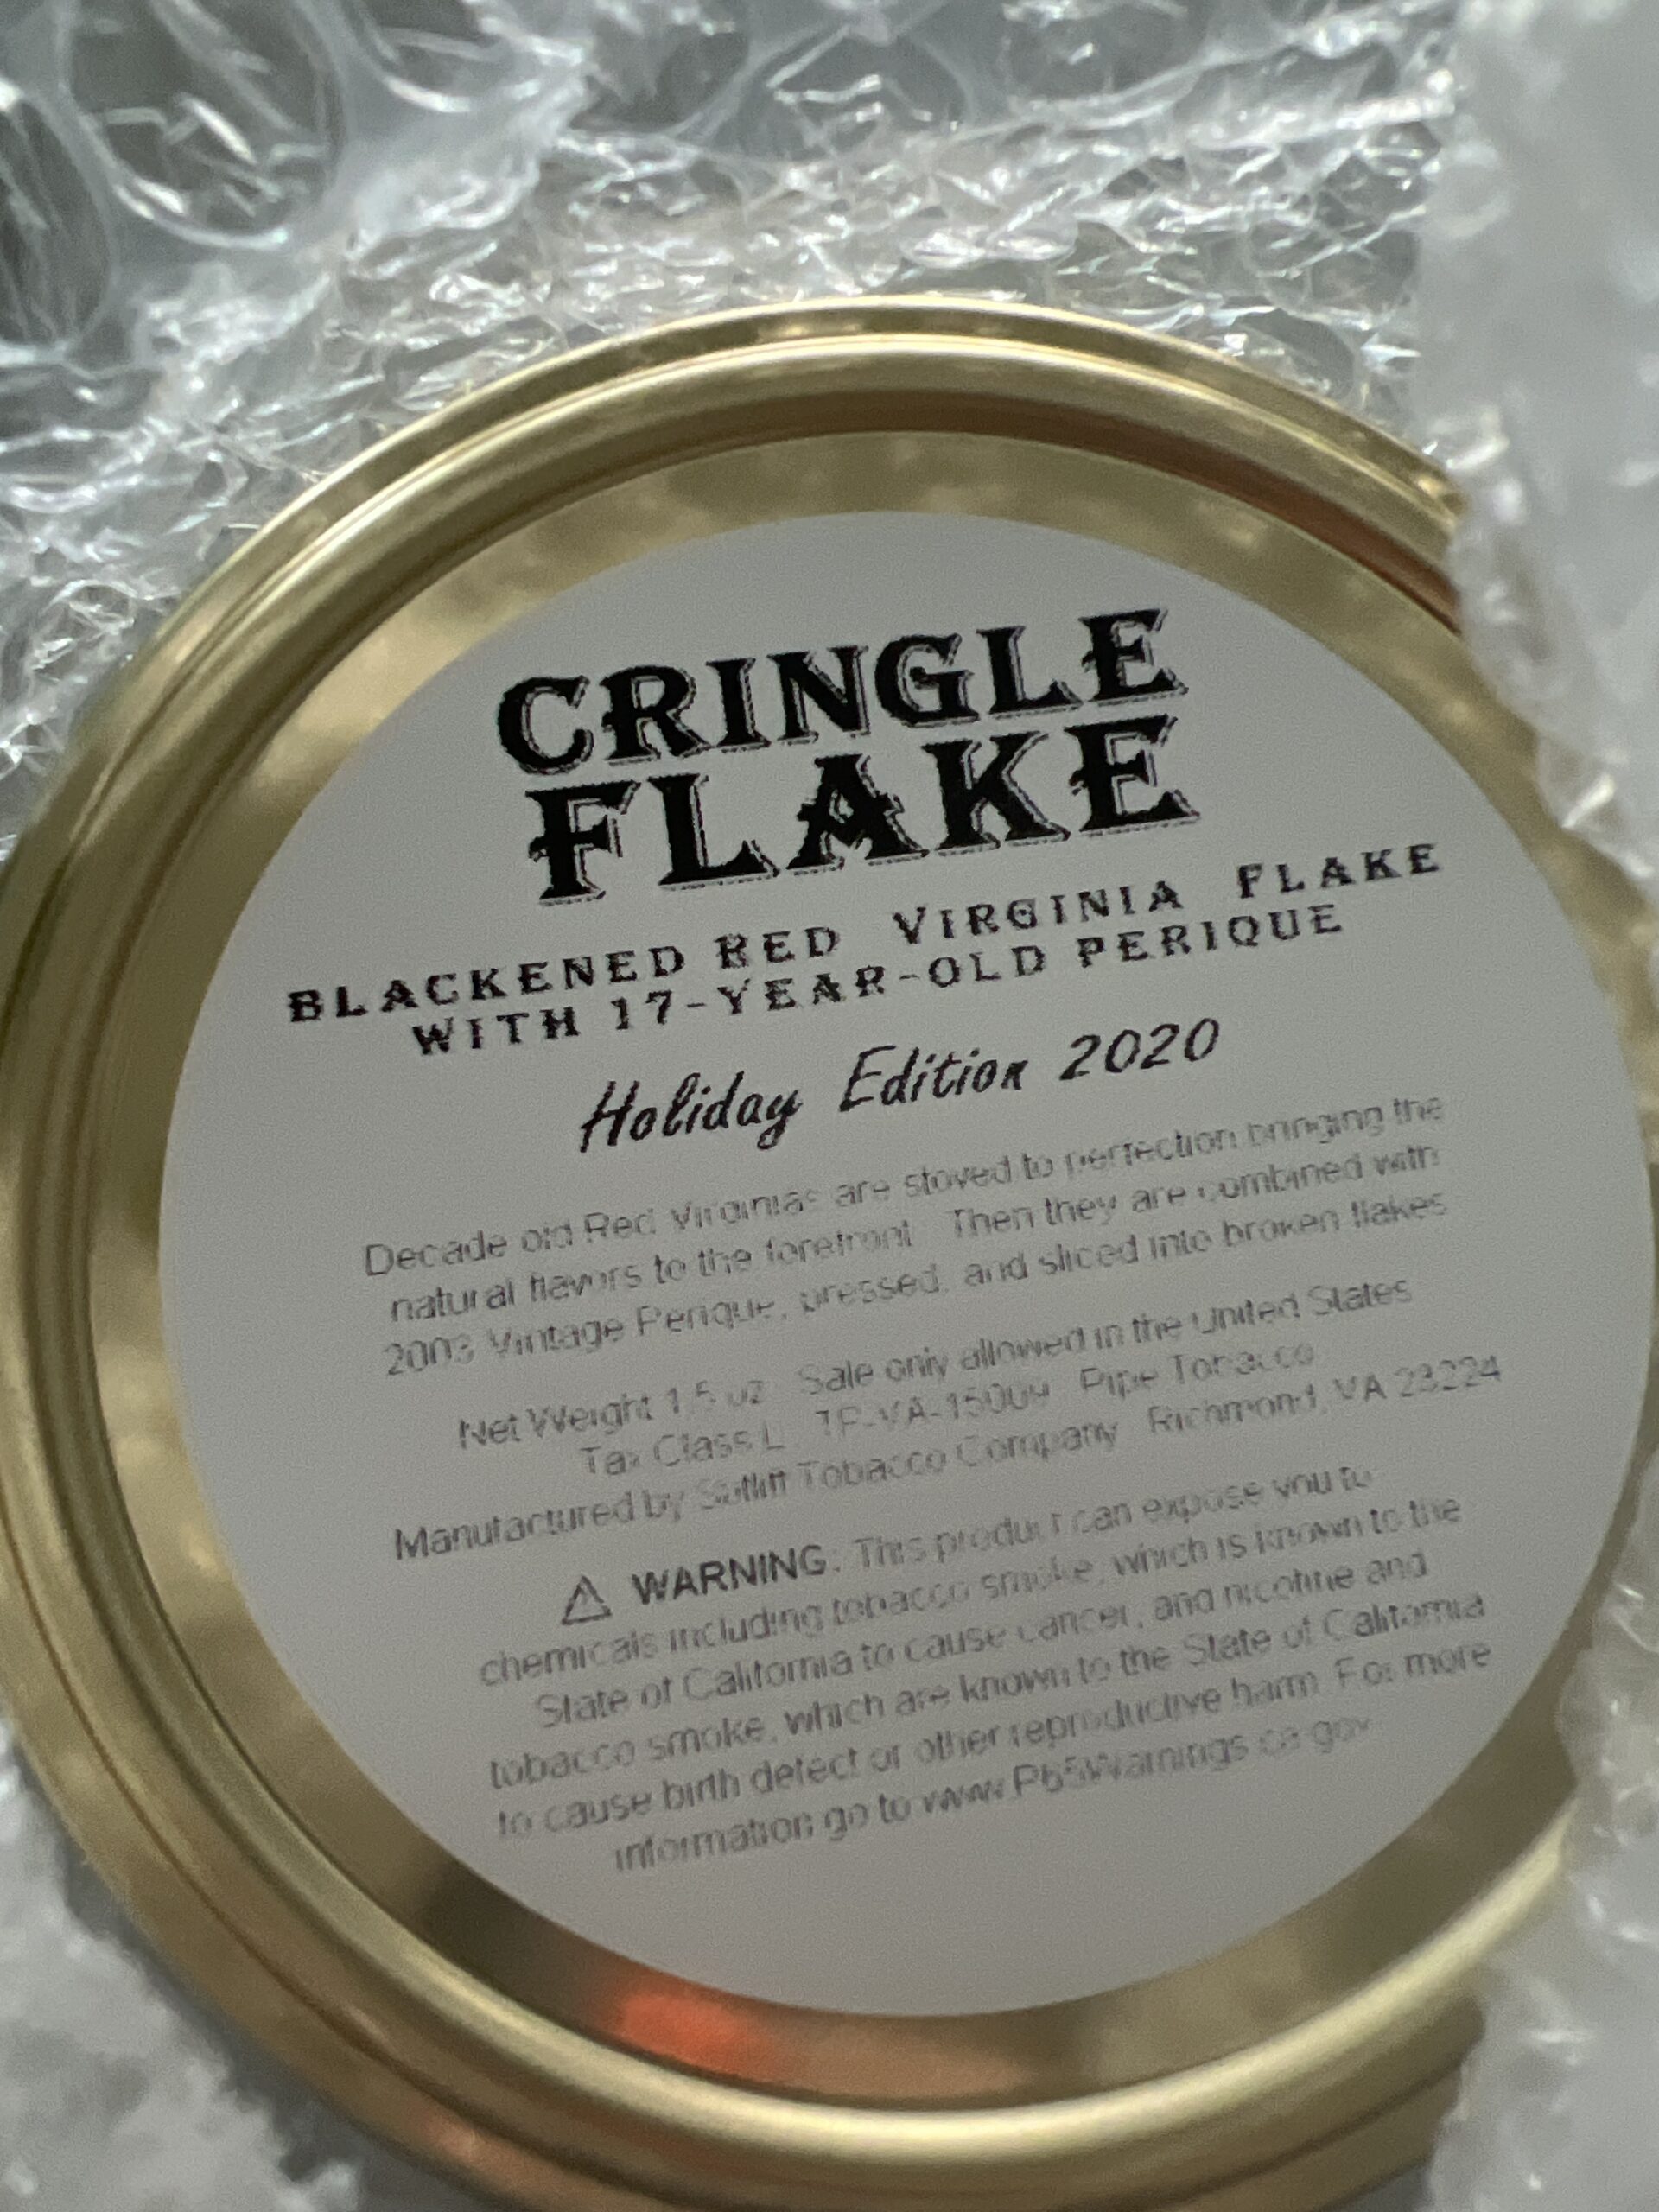 CRINGLE
FLAKE
BLACKENED RED VIRGINIA FLAKE
WITH 17-YEAR-OLD PERIQUE
Holiday Edition 2020
Decade old Red Virginias are stoved to perfection bringing the
natural flavors to the forefront. Then they are combined with
2003 Vintage Perique, pressed, and sliced into broken flakes
Net Weight 1.5 oz Sale only allowed in the United States
Tax Class L TP-VA-15009 Pipe Tobacco
Manufactured by Sutliff Tobacco Company Richmond, VA 23224
WARNING: This product can expose you to
chemicals including tobacco smoke, which is known to the
State of California to cause cancer, and nicotine and
tobacco smoke, which are known to the State of California
to cause birth defect or other reproductive harm. For more
information go to www.P65Warnings.ca.gov